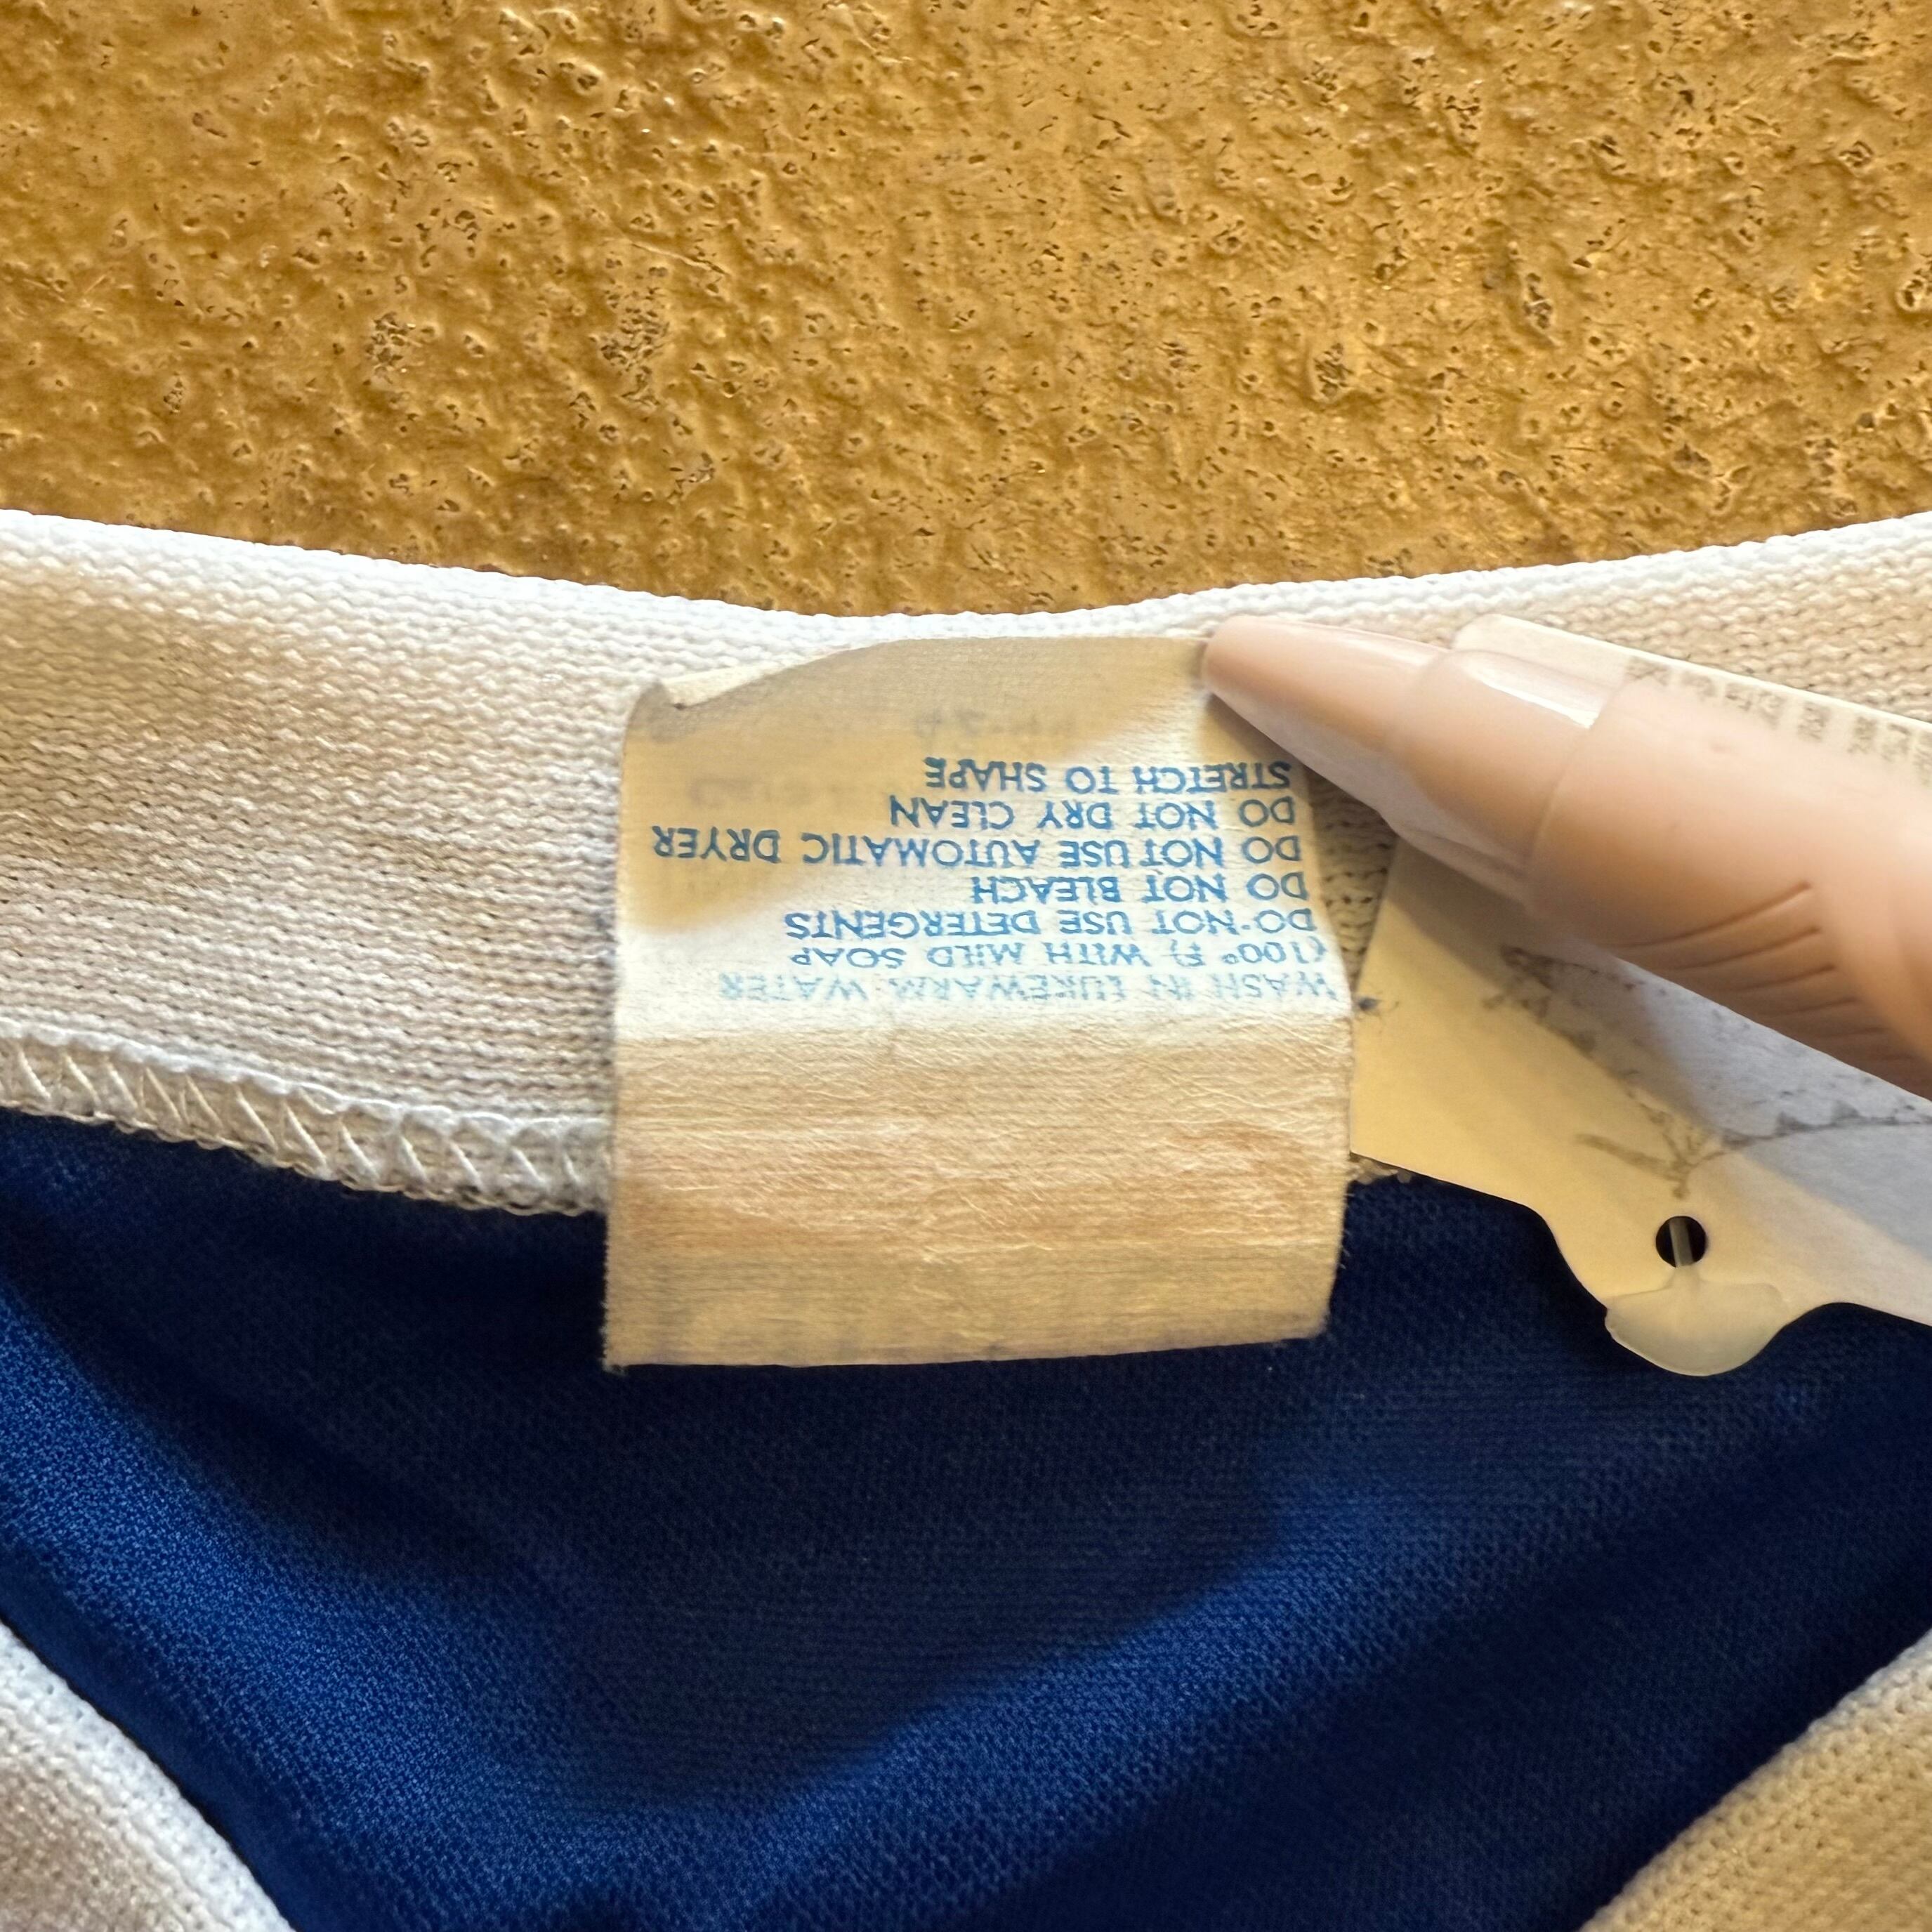 WASH IN LUKEWARM WATER
(100° F) WITH MILD SOAP
DO NOT USE DETERGENTS
DO NOT BLEACH
DO NOT USE AUTOMATIC DRYER
DO NOT DRY CLEAN
STRETCH TO SHAPE